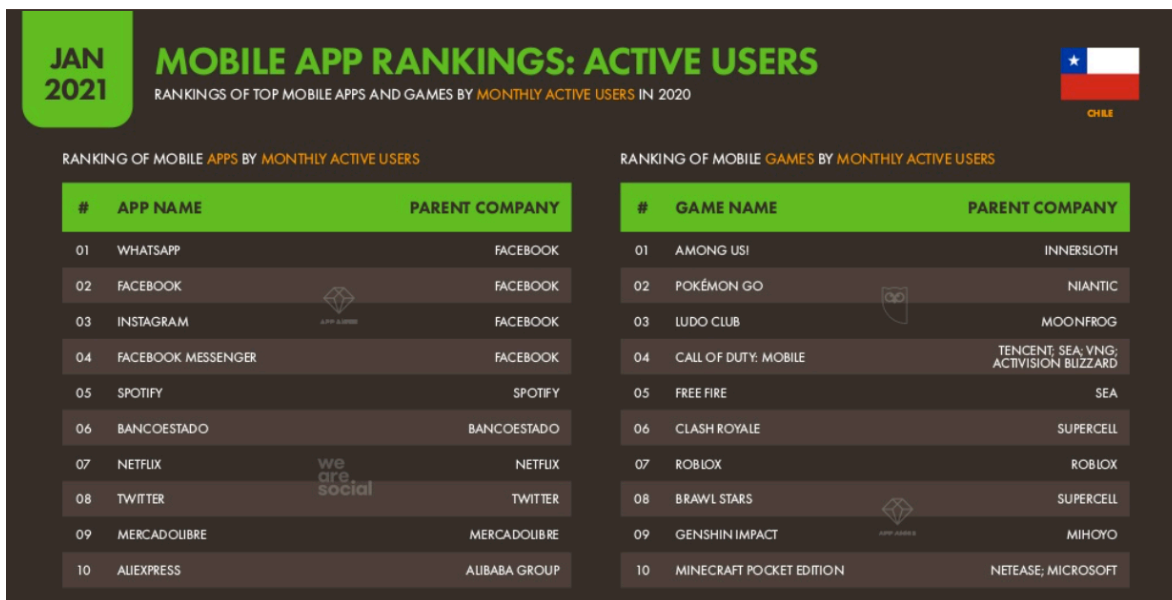 JAN
2021
MOBILE APP RANKINGS: ACTIVE USERS
RANKINGS OF TOP MOBILE APPS AND GAMES BY MONTHLY ACTIVE USERS IN 2020
CHILE
RANKING OF MOBILE APPS BY MONTHLY ACTIVE USERS
# APP NAME PARENT COMPANY
01 WHATSAPP FACEBOOK
02 FACEBOOK FACEBOOK
03 INSTAGRAM FACEBOOK
04 FACEBOOK MESSENGER FACEBOOK
05 SPOTIFY SPOTIFY
06 BANCOESTADO BANCOESTADO
07 NETFLIX NETFLIX
08 TWITTER TWITTER
09 MERCADOLIBRE MERCADOLIBRE
10 ALIEXPRESS ALIBABA GROUP
APP ANNIE
we
are.
social
RANKING OF MOBILE GAMES BY MONTHLY ACTIVE USERS
# GAME NAME PARENT COMPANY
01 AMONG US! INNERSLOTH
02 POKÉMON GO NIANTIC
03 LUDO CLUB MOONFROG
04 CALL OF DUTY: MOBILE TENCENT; SEA; VNG;
ACTIVISION BLIZZARD
05 FREE FIRE SEA
06 CLASH ROYALE SUPERCELL
07 ROBLOX ROBLOX
08 BRAWL STARS SUPERCELL
09 GENSHIN IMPACT MIHOYO
10 MINECRAFT POCKET EDITION NETEASE; MICROSOFT
APP ANNIE